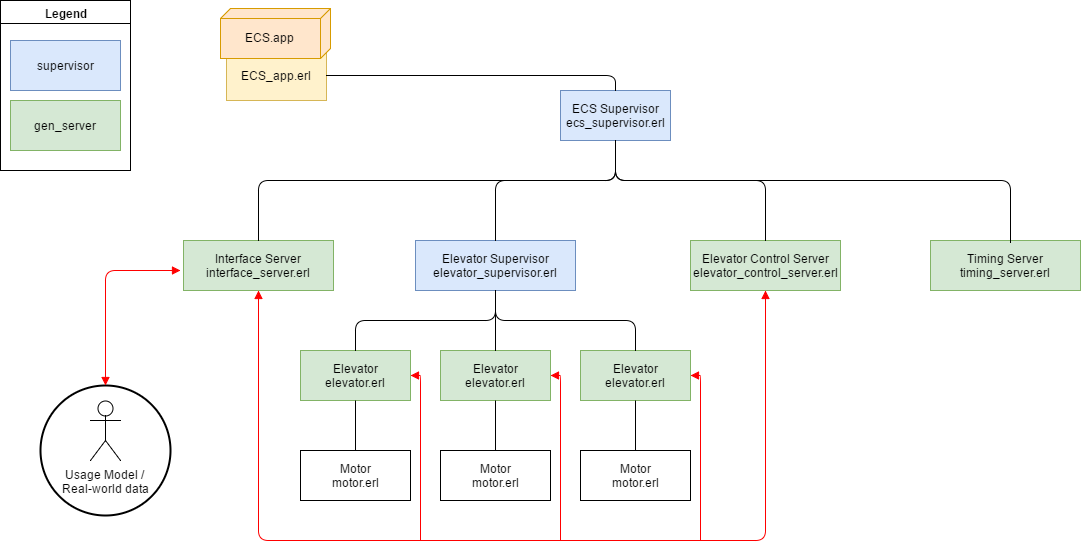 Legend
supervisor
gen_server
ECS.app
ECS_app.erl
ECS Supervisor
ecs_supervisor.erl
Interface Server
interface_server.erl
Elevator Supervisor
elevator_supervisor.erl
Elevator Control Server
elevator_control_server.erl
Timing Server
timing_server.erl
Elevator
elevator.erl
Elevator
elevator.erl
Elevator
elevator.erl
Motor
motor.erl
Motor
motor.erl
Motor
motor.erl
Usage Model /
Real-world data